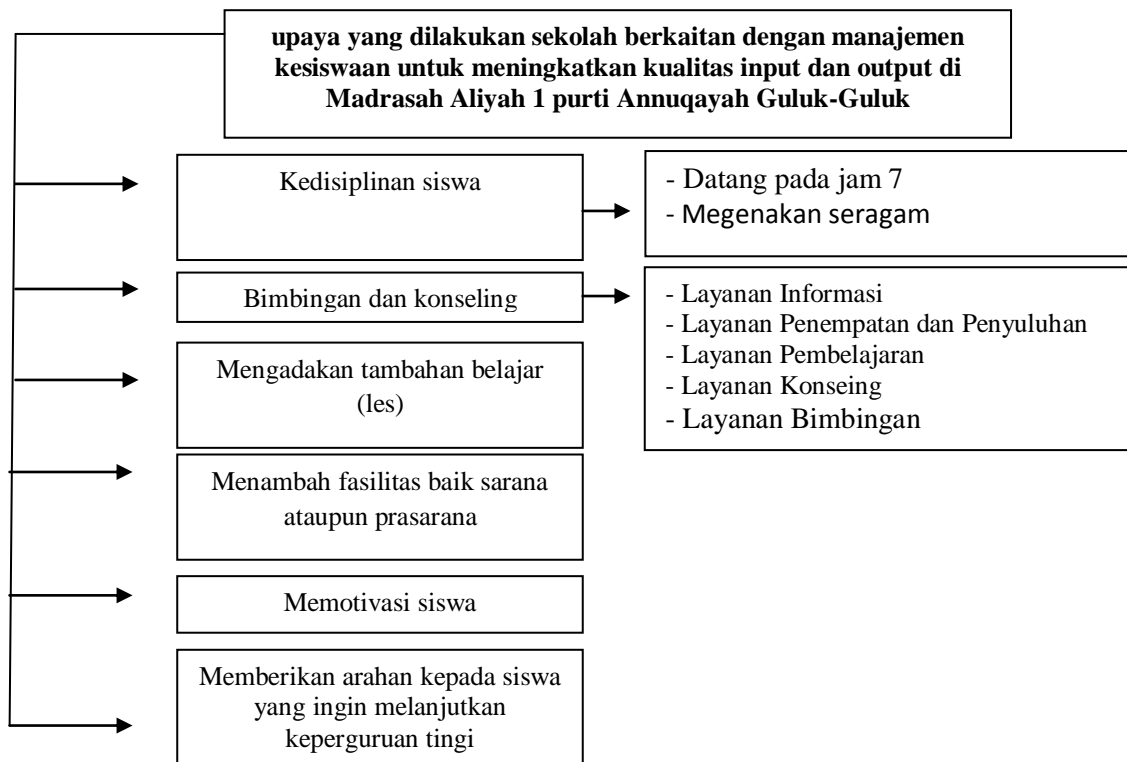 upaya yang dilakukan sekolah berkaitan dengan manajemen
kesiswaan untuk meningkatkan kualitas input dan output di
Madrasah Aliyah 1 purti Annuqayah Guluk-Guluk
Kedisiplinan siswa
- Datang pada jam 7
- Megenakan seragam
Bimbingan dan konseling
- Layanan Informasi
- Layanan Penempatan dan Penyuluhan
- Layanan Pembelajaran
- Layanan Konseing
- Layanan Bimbingan
Mengadakan tambahan belajar
(les)
Menambah fasilitas baik sarana
ataupun prasarana
Memotivasi siswa
Memberikan arahan kepada siswa
yang ingin melanjutkan
keperguruan tingi